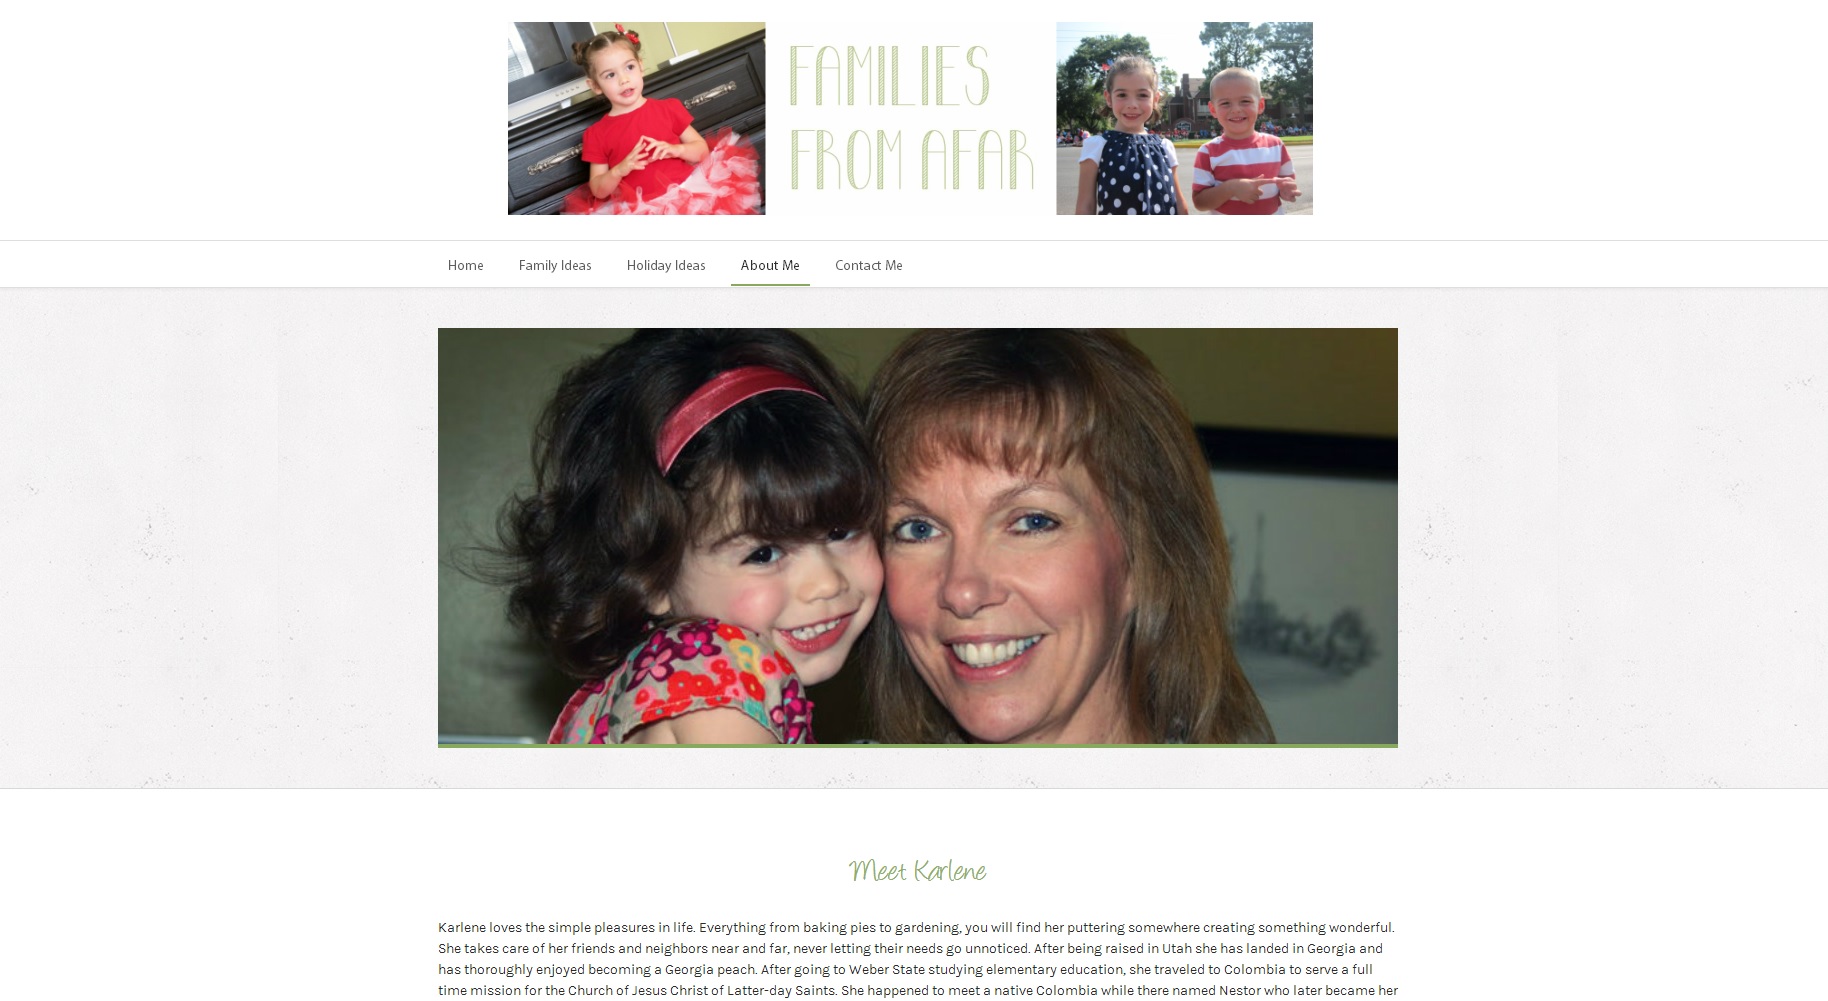 FAMILIES
FROM AFAR
Home Family Ideas Holiday Ideas About Me Contact Me
Meet Karlene
Karlene loves the simple pleasures in life. Everything from baking pies to gardening, you will find her puttering somewhere creating something wonderful.
She takes care of her friends and neighbors near and far, never letting their needs go unnoticed. After being raised in Utah she has landed in Georgia and
has thoroughly enjoyed becoming a Georgia peach. After going to Weber State studying elementary education, she traveled to Colombia to serve a full
time mission for the Church of Jesus Christ of Latter-day Saints. She happened to meet a native Colombia while there named Nestor who later became her